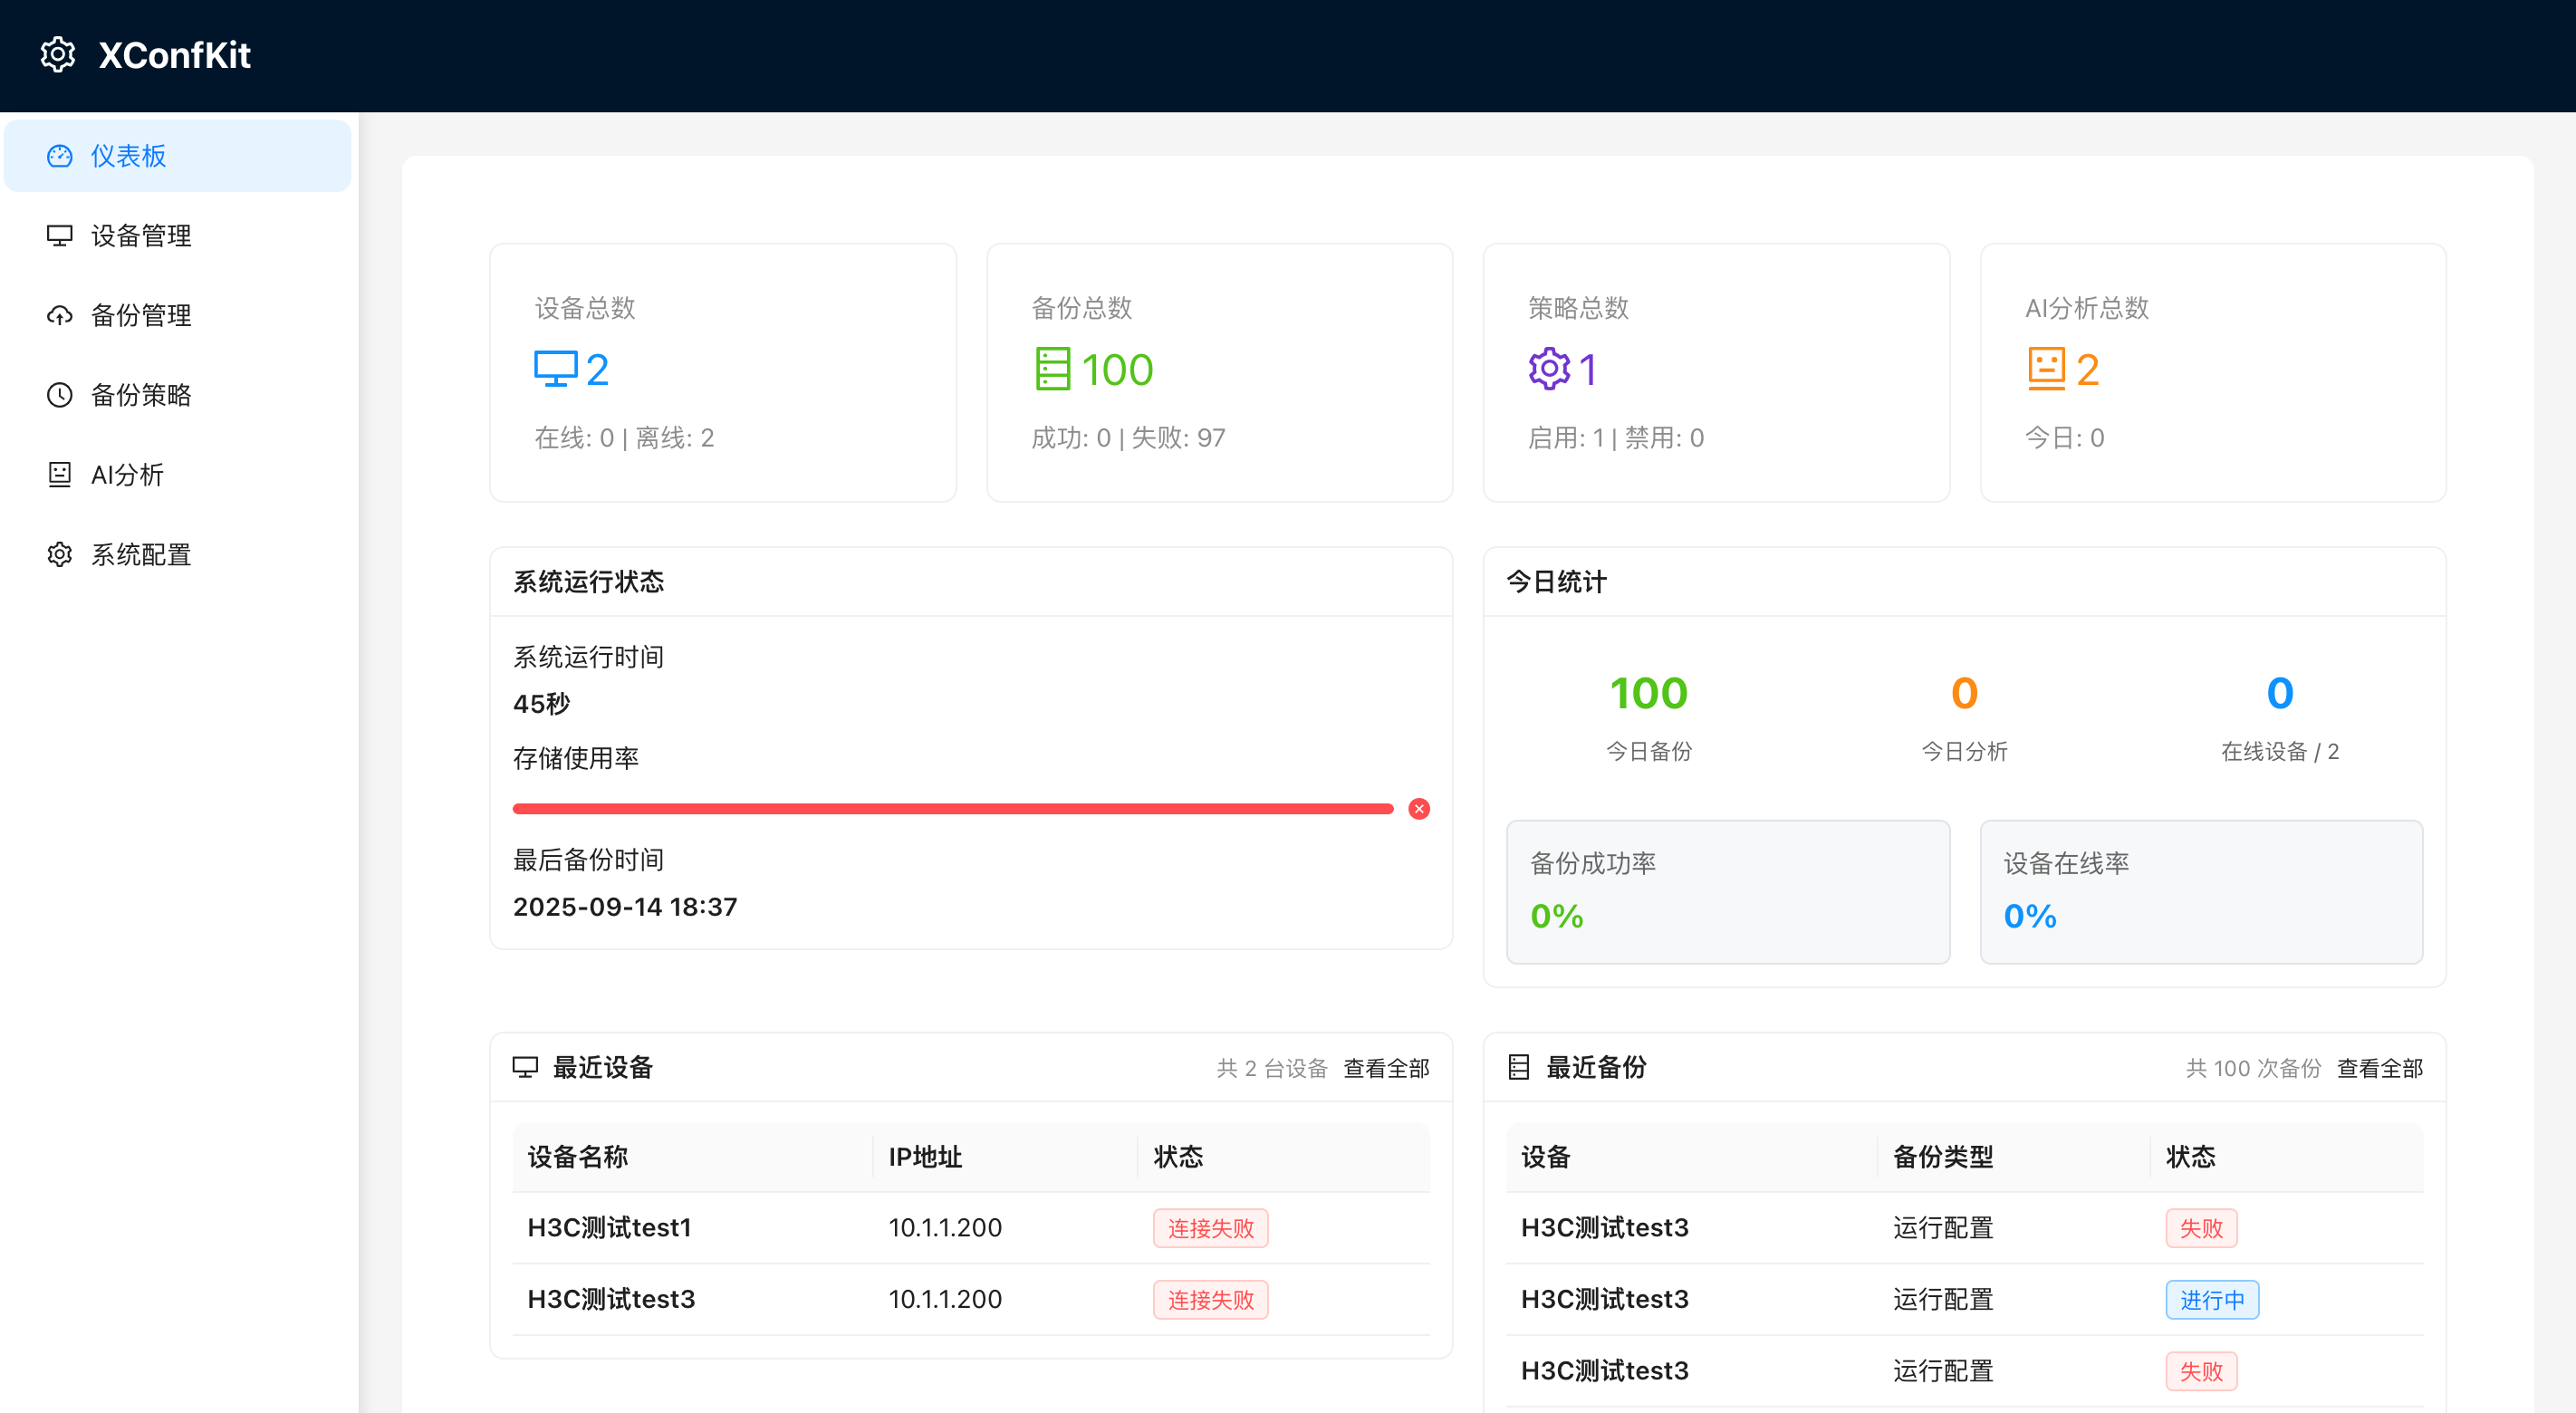 XConfKit
仪表板
设备管理
备份管理
备份策略
AI分析
系统配置
设备总数
2
在线: 0 | 离线: 2
备份总数
100
成功: 0 | 失败: 97
策略总数
1
启用: 1 | 禁用: 0
AI分析总数
2
今日: 0
系统运行状态
系统运行时间
45秒
存储使用率
最后备份时间
2025-09-14 18:37
今日统计
100
今日备份
0
今日分析
0
在线设备 / 2
备份成功率
0%
设备在线率
0%
最近设备 共 2 台设备 查看全部
设备名称 IP地址 状态
H3C测试test1 10.1.1.200 连接失败
H3C测试test3 10.1.1.200 连接失败
最近备份 共 100 次备份 查看全部
设备 备份类型 状态
H3C测试test3 运行配置 失败
H3C测试test3 运行配置 进行中
H3C测试test3 运行配置 失败